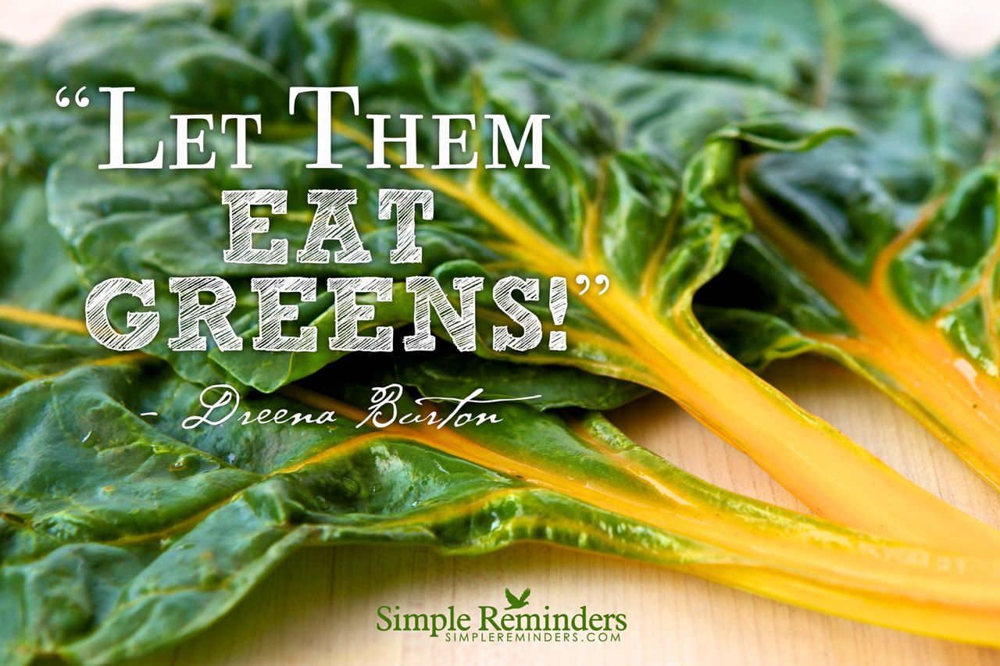 “Let Them
EAT
GREENS!”
- Dreena Burton
Simple Reminders
SIMPLEREMINDERS.COM